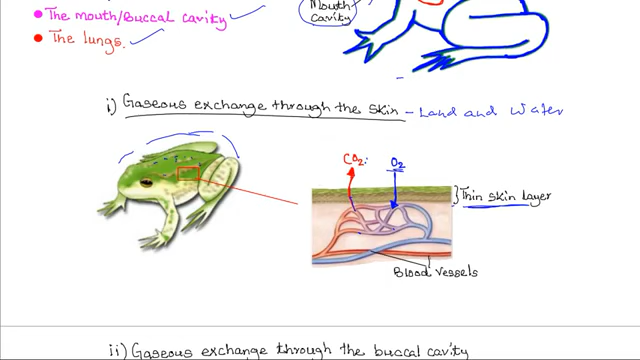 The mouth/Buccal cavity
The lungs.
Mouth
cavity
i) Gaseous exchange through the skin - Land and Water
CO2:
O2
Thin skin layer
Blood vessels
ii) Gaseous exchange through the buccal cavity